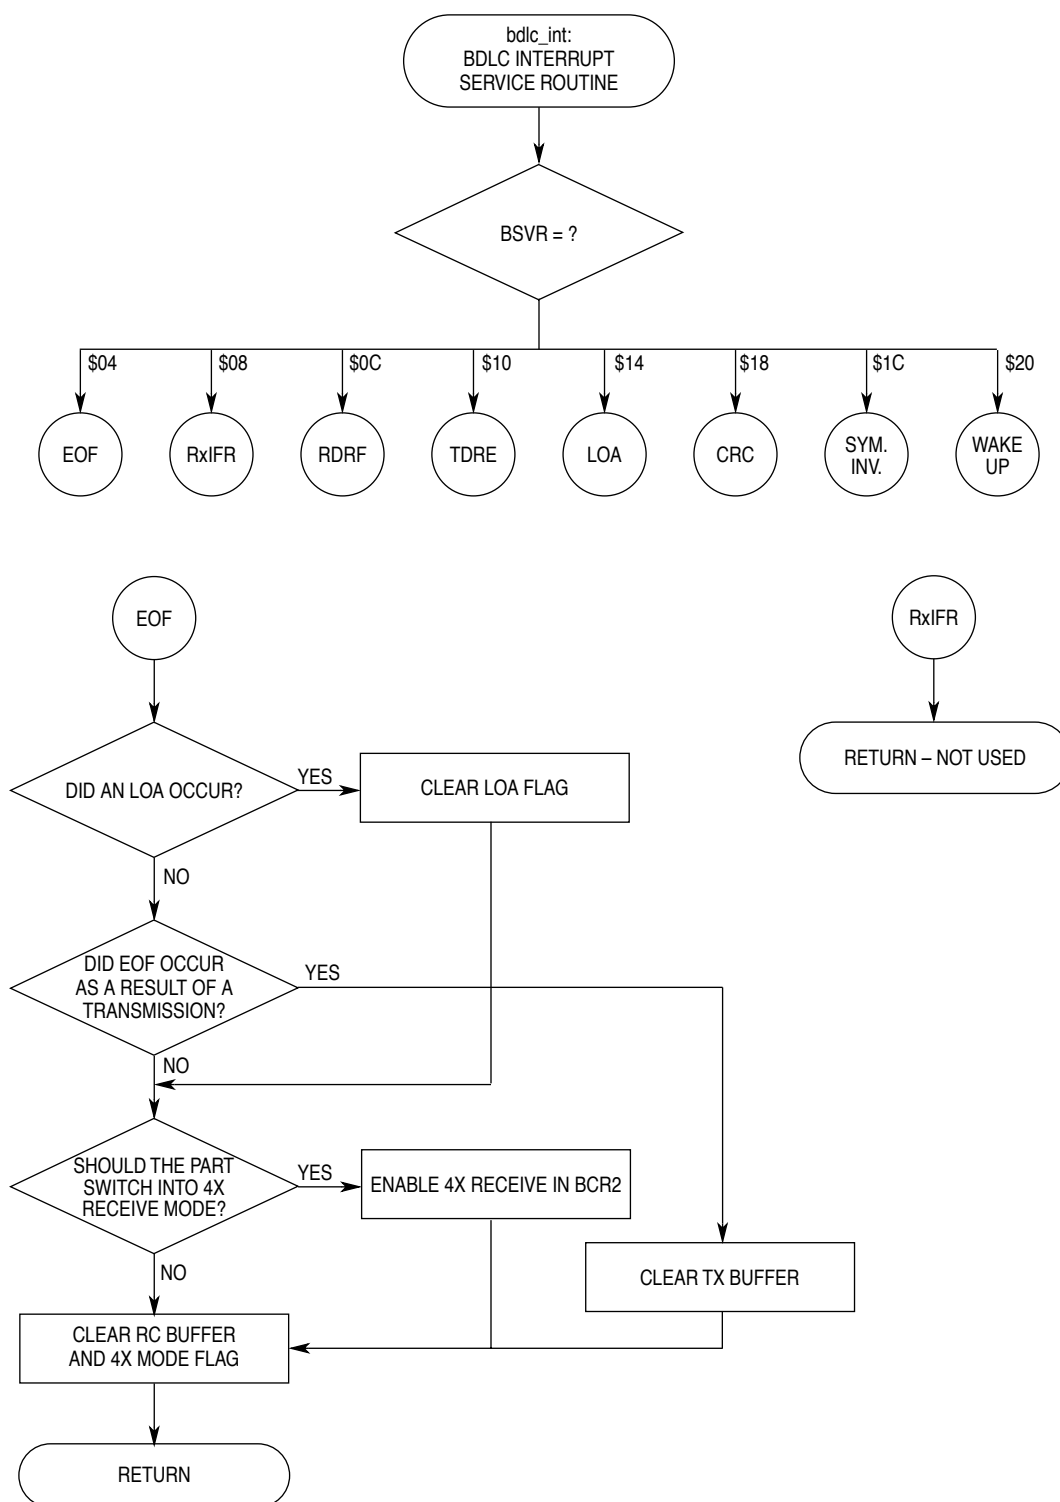 bdlc_int:
BDLC INTERRUPT
SERVICE ROUTINE
BSVR = ?
$04
$08
$0C
$10
$14
$18
$1C
$20
EOF
RxIFR
RDRF
TDRE
LOA
CRC
SYM.
INV.
WAKE
UP
EOF
RxIFR
RETURN – NOT USED
DID AN LOA OCCUR?
YES
CLEAR LOA FLAG
NO
DID EOF OCCUR
AS A RESULT OF A
TRANSMISSION?
YES
NO
SHOULD THE PART
SWITCH INTO 4X
RECEIVE MODE?
YES
ENABLE 4X RECEIVE IN BCR2
NO
CLEAR TX BUFFER
CLEAR RC BUFFER
AND 4X MODE FLAG
RETURN